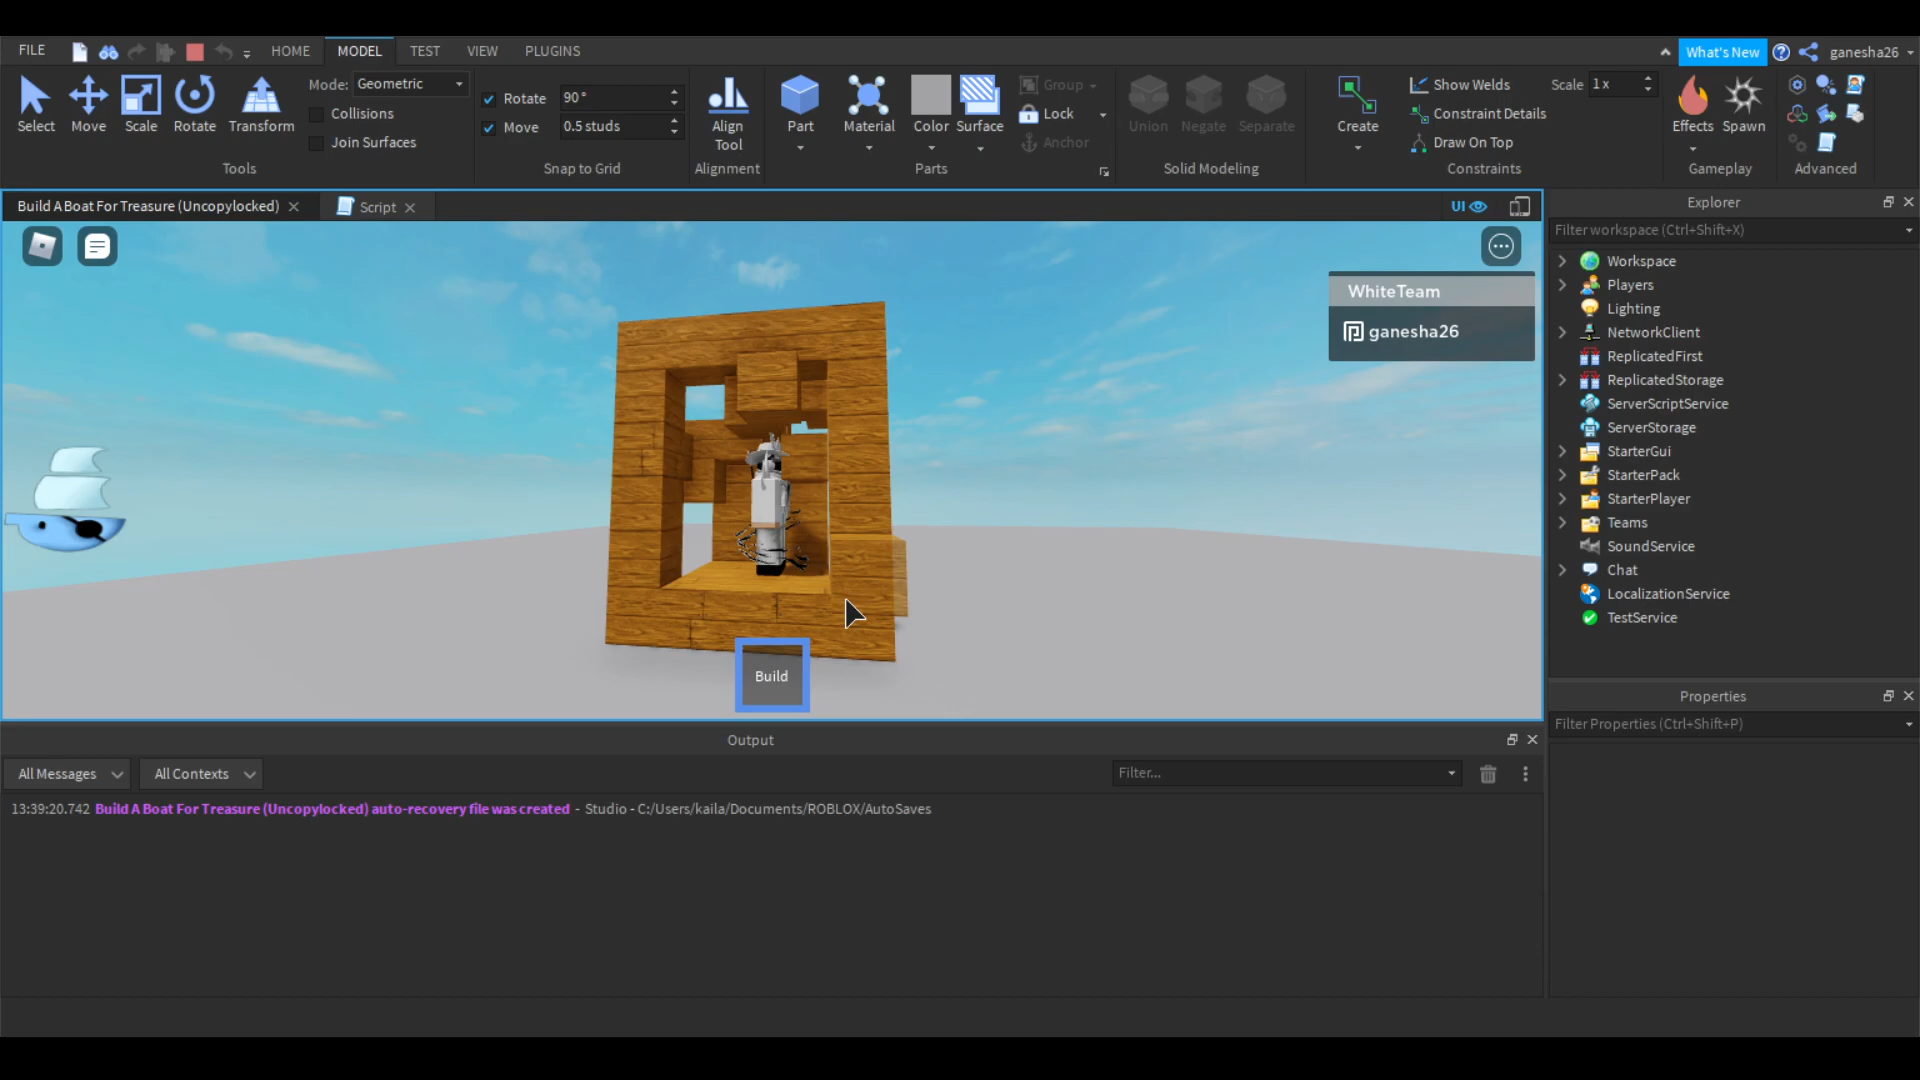 FILE HOME MODEL TEST VIEW PLUGINS What's New ganesha26
Select Move Scale Rotate Transform
Mode: Geometric
Collisions
Join Surfaces
Tools
Rotate 90°
Move 0.5 studs
Snap to Grid
Align Tool
Alignment
Part Material Color Surface
Group
Lock
Anchor
Parts
Union Negate Separate
Solid Modeling
Create
Show Welds Scale 1 x
Constraint Details
Draw On Top
Constraints
Effects Spawn
Gameplay
Advanced
Build A Boat For Treasure (Uncopylocked) Script UI
WhiteTeam
ganesha26
Build
Explorer
Filter workspace (Ctrl+Shift+X)
Workspace
Players
Lighting
NetworkClient
ReplicatedFirst
ReplicatedStorage
ServerScriptService
ServerStorage
StarterGui
StarterPack
StarterPlayer
Teams
SoundService
Chat
LocalizationService
TestService
Properties
Filter Properties (Ctrl+Shift+P)
Output
All Messages All Contexts Filter...
13:39:20.742 Build A Boat For Treasure (Uncopylocked) auto-recovery file was created - Studio - C:/Users/kaila/Documents/ROBLOX/AutoSaves